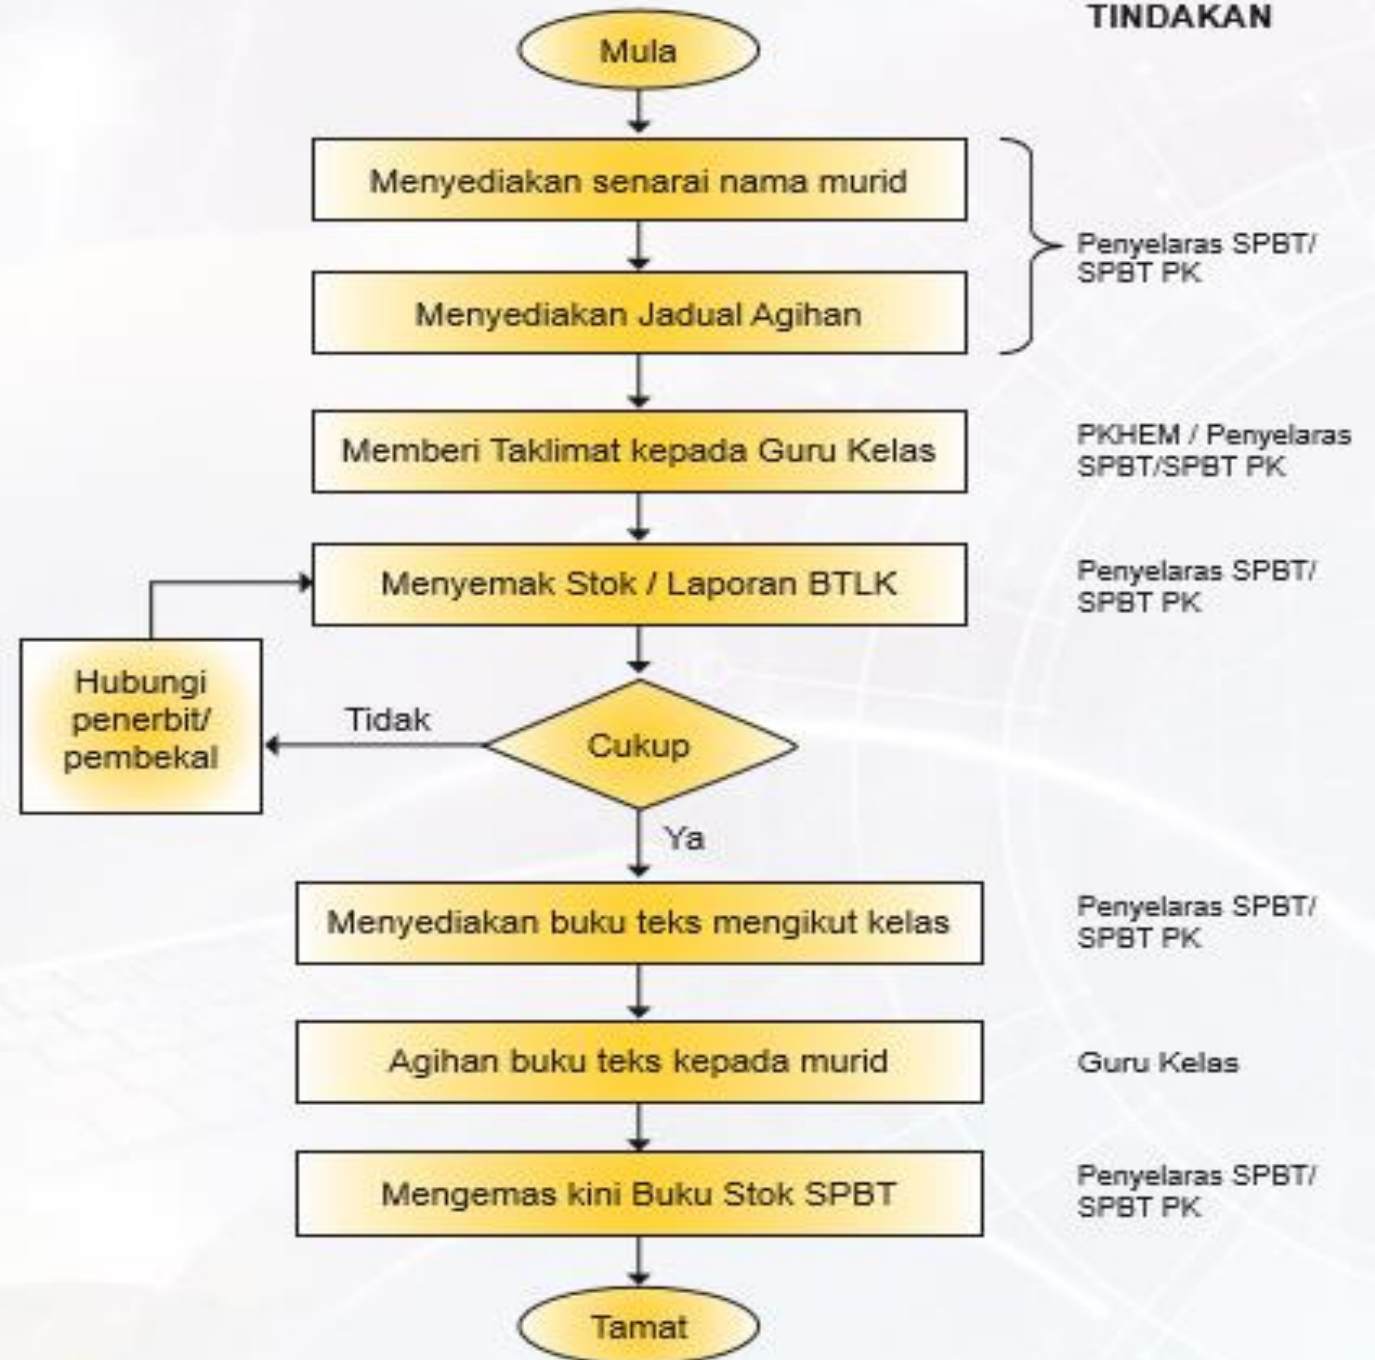 TINDAKAN
Mula
Menyediakan senarai nama murid
Penyelaras SPBT/
SPBT PK
Menyediakan Jadual Agihan
Memberi Taklimat kepada Guru Kelas
PKHEM / Penyelaras
SPBT/SPBT PK
Menyemak Stok / Laporan BTLK
Penyelaras SPBT/
SPBT PK
Hubungi
penerbit/
pembekal
Tidak
Cukup
Ya
Menyediakan buku teks mengikut kelas
Penyelaras SPBT/
SPBT PK
Agihan buku teks kepada murid
Guru Kelas
Mengemas kini Buku Stok SPBT
Penyelaras SPBT/
SPBT PK
Tamat